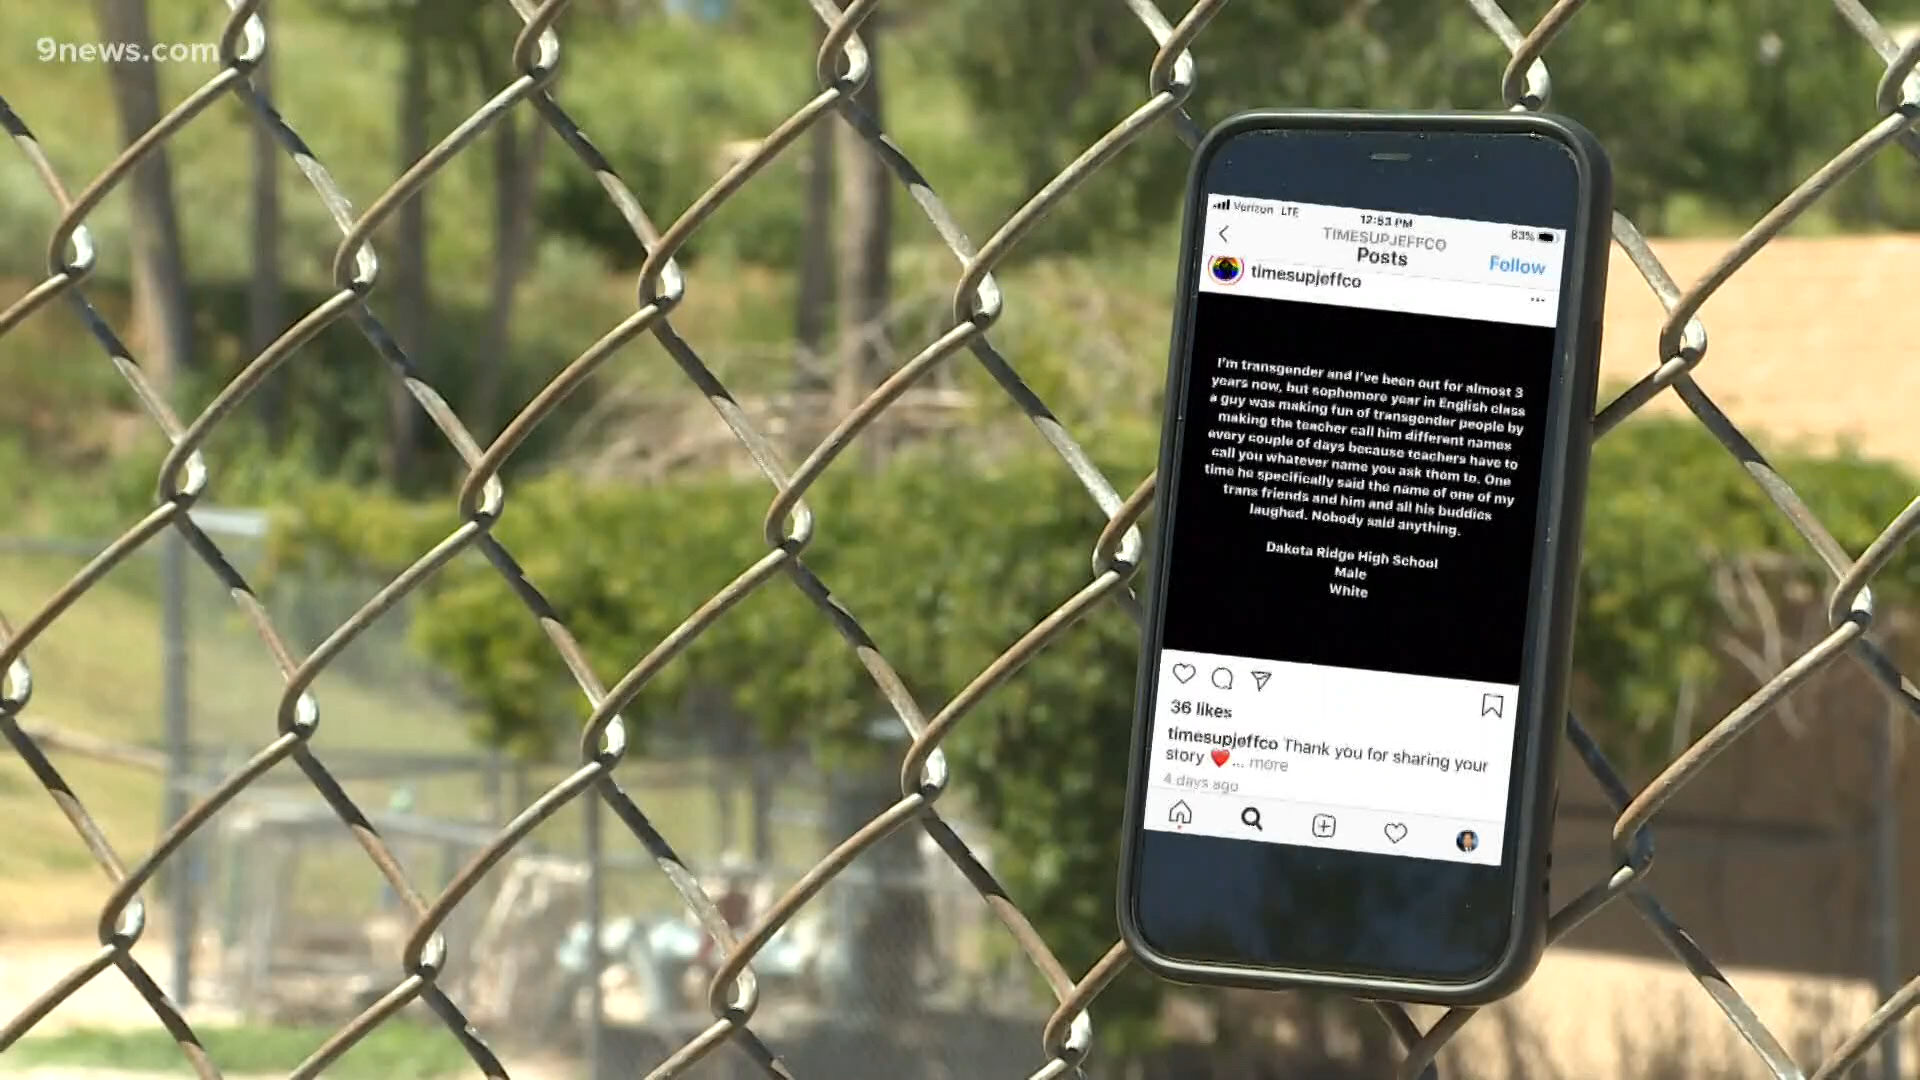 9news.com
Verizon LTE 12:53 PM 83%
TIMESUPJEFFCO
Posts
Follow
timesupjeffco
I'm transgender and I've been out for almost 3
years now, but sophomore year in English class
a guy was making fun of transgender people by
making the teacher call him different names
every couple of days because teachers have to
call you whatever name you ask them to. One
time he specifically said the name of one of my
trans friends and him and all his buddies
laughed. Nobody said anything.
Dakota Ridge High School
Male
White
36 likes
timesupjeffco Thank you for sharing your
story ❤️... more
4 days ago